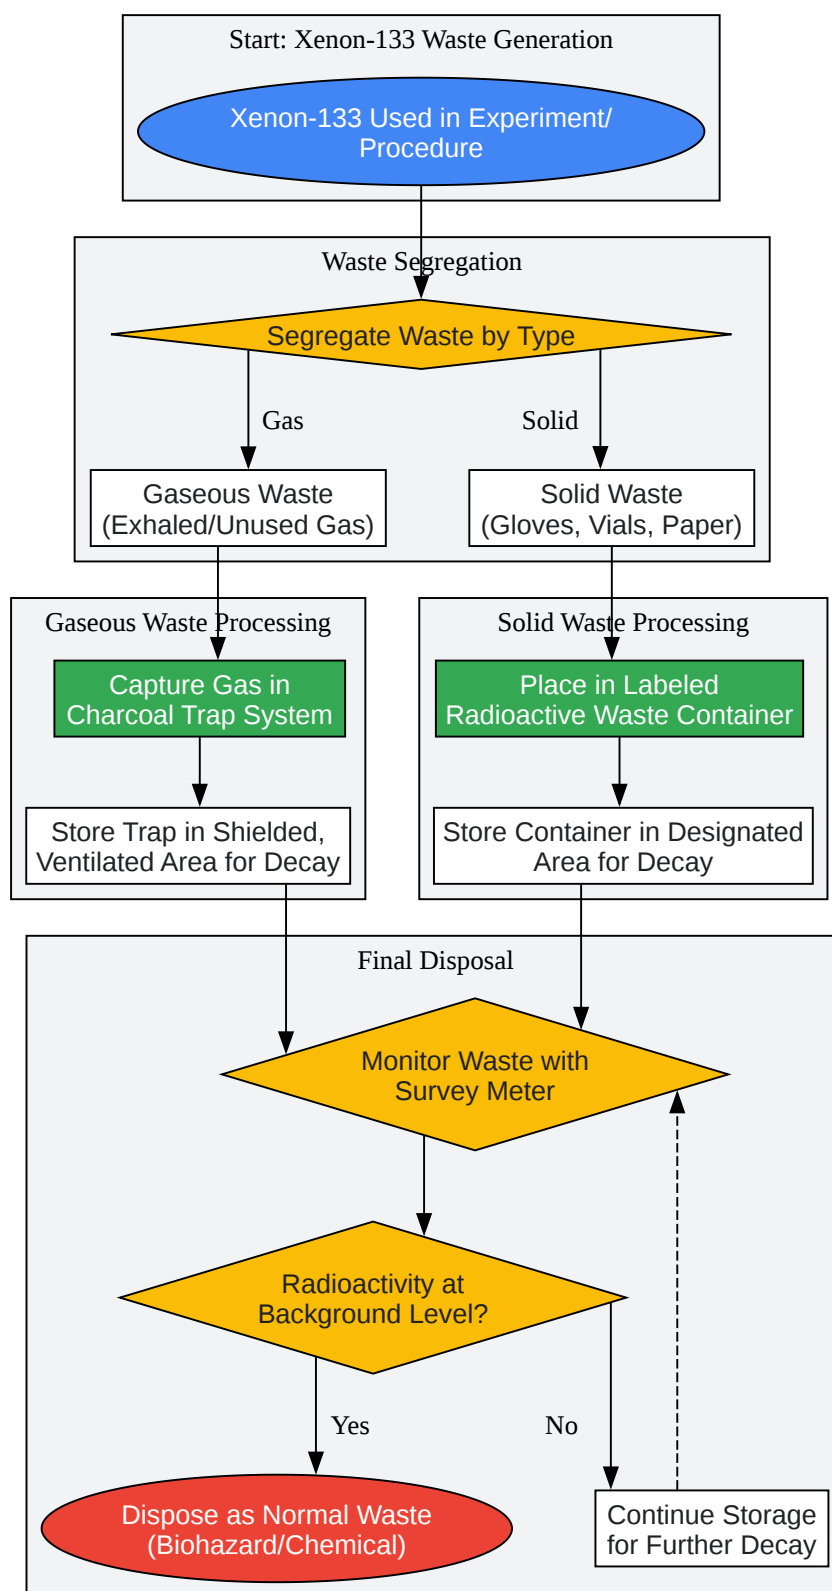 Start: Xenon-133 Waste Generation
Xenon-133 Used in Experiment/
Procedure
Waste Segregation
Segregate Waste by Type
Gas
Solid
Gaseous Waste
(Exhaled/Unused Gas)
Solid Waste
(Gloves, Vials, Paper)
Gaseous Waste Processing
Capture Gas in
Charcoal Trap System
Store Trap in Shielded,
Ventilated Area for Decay
Solid Waste Processing
Place in Labeled
Radioactive Waste Container
Store Container in Designated
Area for Decay
Final Disposal
Monitor Waste with
Survey Meter
Radioactivity at
Background Level?
Yes
No
Dispose as Normal Waste
(Biohazard/Chemical)
Continue Storage
for Further Decay